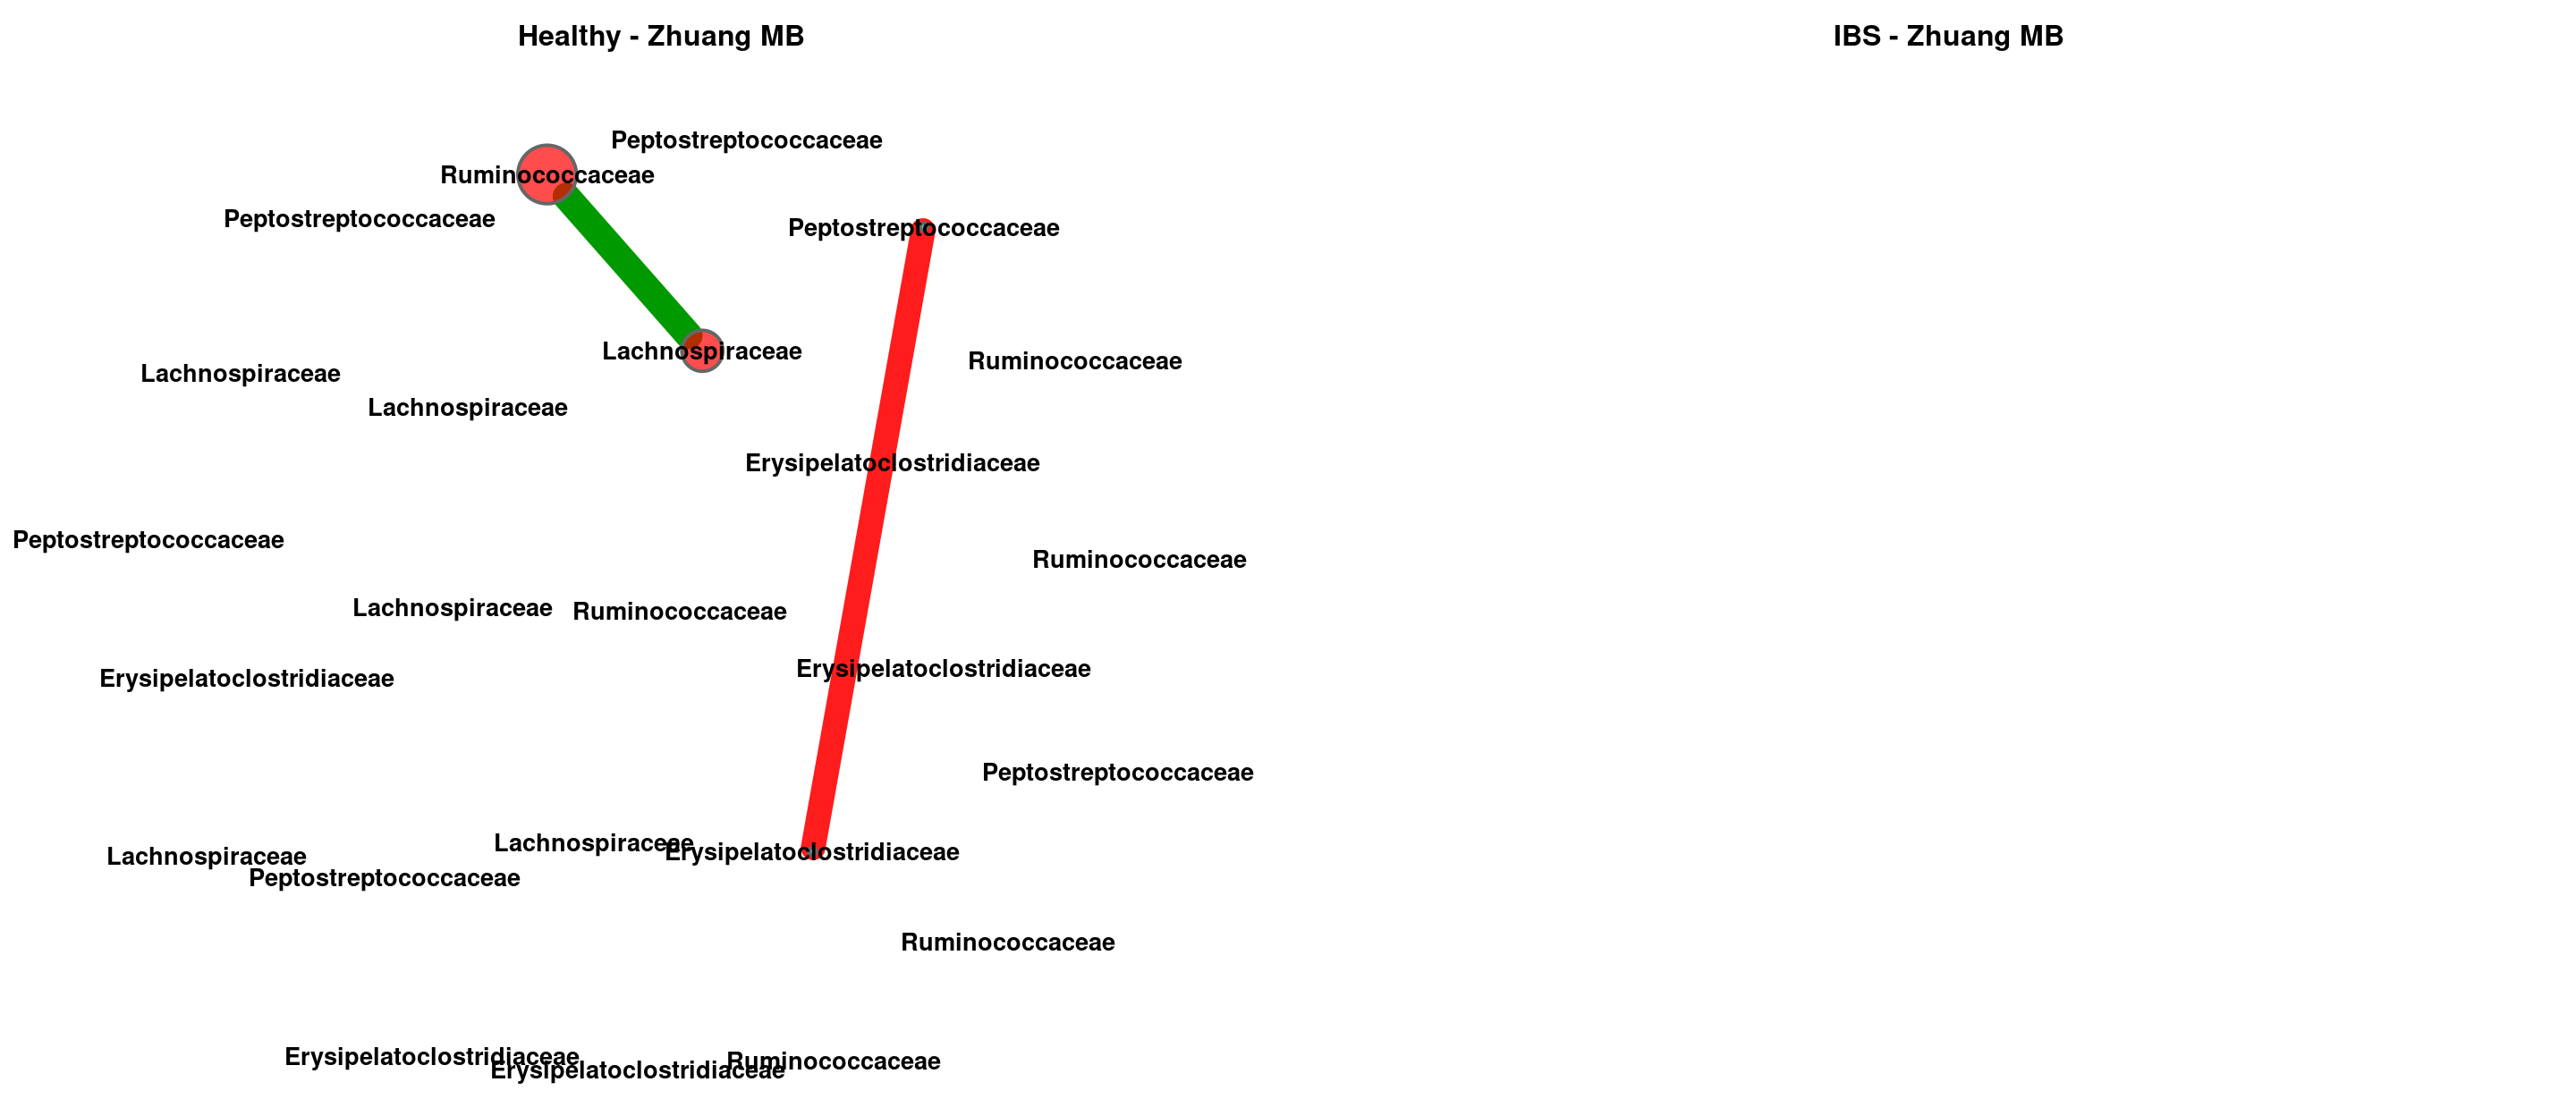 Healthy - Zhuang MB
IBS - Zhuang MB
Peptostreptococcaceae
Ruminococcaceae
Peptostreptococcaceae
Peptostreptococcaceae
Lachnospiraceae
Ruminococcaceae
Lachnospiraceae
Lachnospiraceae
Erysipelatoclostridiaceae
Peptostreptococcaceae
Ruminococcaceae
Lachnospiraceae
Ruminococcaceae
Erysipelatoclostridiaceae
Erysipelatoclostridiaceae
Peptostreptococcaceae
Lachnospiraceae
Erysipelatoclostridiaceae
Lachnospiraceae
Peptostreptococcaceae
Ruminococcaceae
Erysipelatoclostridiaceae
Ruminococcaceae
Erysipelatoclostridiaceae